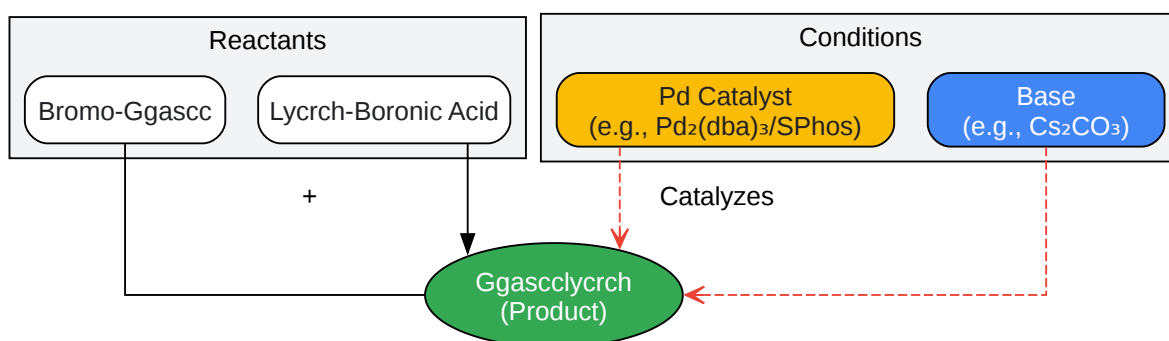 Reactants
Conditions
Bromo-Ggascc
Lycrch-Boronic Acid
Pd Catalyst
(e.g., Pd₂(dba)₃/SPhos)
Base
(e.g., Cs₂CO₃)
+
Catalyzes
Ggascclycrch
(Product)